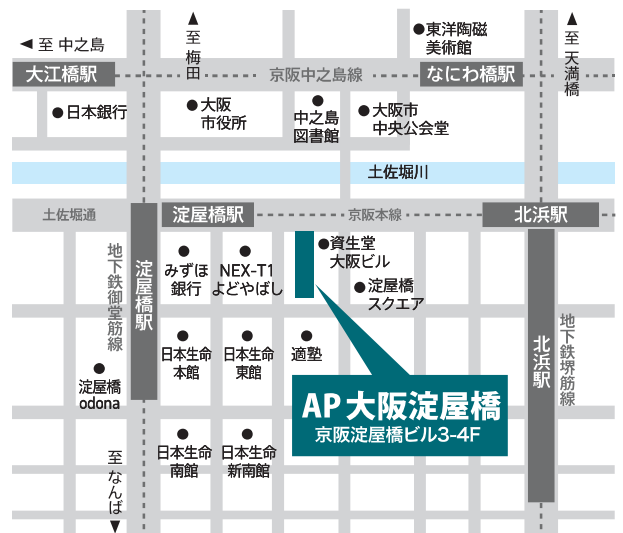 至 梅田
東洋陶磁
美術館
至 天満橋
至 中之島
大江橋駅
京阪中之島線
なにわ橋駅
日本銀行
大阪
市役所
中之島
図書館
大阪市
中央公会堂
土佐堀川
土佐堀通
淀屋橋駅
京阪本線
北浜駅
地下鉄御堂筋線
淀屋橋駅
みずほ
銀行
NEX-T1
よどやばし
資生堂
大阪ビル
淀屋橋
スクエア
北浜駅
地下鉄堺筋線
日本生命
本館
日本生命
東館
適塾
淀屋橋
odona
AP 大阪淀屋橋
京阪淀屋橋ビル3-4F
日本生命
南館
日本生命
新南館
至 なんば